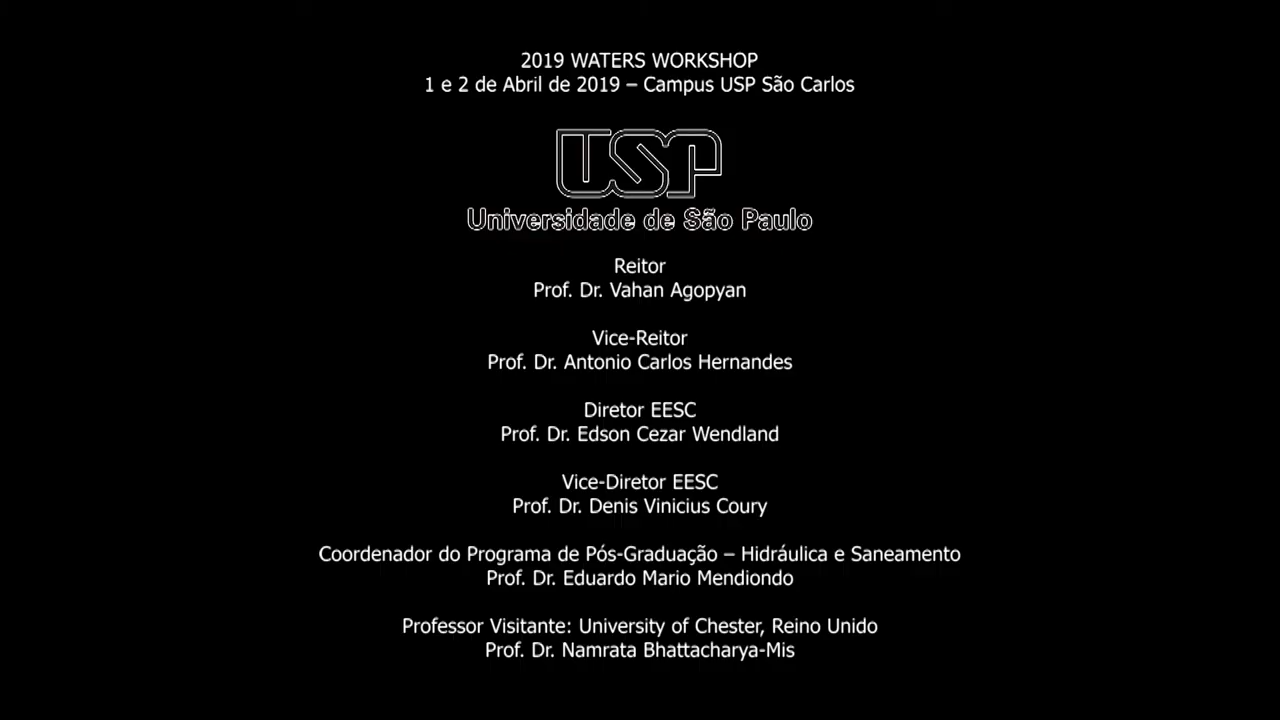 2019 WATERS WORKSHOP
1 e 2 de Abril de 2019 – Campus USP São Carlos
USP
Universidade de São Paulo
Reitor
Prof. Dr. Vahan Agopyan
Vice-Reitor
Prof. Dr. Antonio Carlos Hernandes
Diretor EESC
Prof. Dr. Edson Cezar Wendland
Vice-Diretor EESC
Prof. Dr. Denis Vinicius Coury
Coordenador do Programa de Pós-Graduação – Hidráulica e Saneamento
Prof. Dr. Eduardo Mario Mendiondo
Professor Visitante: University of Chester, Reino Unido
Prof. Dr. Namrata Bhattacharya-Mis